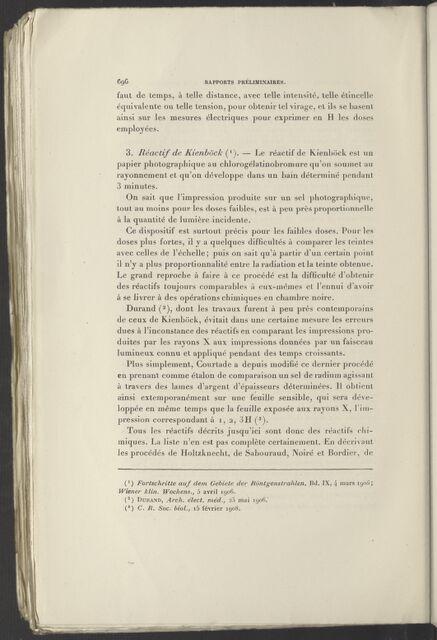 696
RAPPORTS PRÉLIMINAIRES.
faut de temps, à telle distance, avec telle intensité, telle étincelle
équivalente ou telle tension, pour obtenir tel virage, et ils se basent
ainsi sur les mesures électriques pour exprimer en H les doses
employées.
3. Réactif de Kienböck (¹). — Le réactif de Kienböck est un
papier photographique au chlorogélatinobromure qu'on soumet au
rayonnement et qu'on développe dans un bain déterminé pendant
3 minutes.
On sait que l'impression produite sur un sel photographique,
tout au moins pour les doses faibles, est à peu près proportionnelle
à la quantité de lumière incidente.
Ce dispositif est surtout précis pour les faibles doses. Pour les
doses plus fortes, il y a quelques difficultés à comparer les teintes
avec celles de l'échelle; puis on sait qu'à partir d'un certain point
il n'y a plus proportionnalité entre la radiation et la teinte obtenue.
Le grand reproche à faire à ce procédé est la difficulté d'obtenir
des réactifs toujours comparables à eux-mêmes et l'ennui d'avoir
à se livrer à des opérations chimiques en chambre noire.
Durand (²), dont les travaux furent à peu près contemporains
de ceux de Kienböck, évitait dans une certaine mesure les erreurs
dues à l'inconstance des réactifs en comparant les impressions pro-
duites par les rayons X aux impressions données par un faisceau
lumineux connu et appliqué pendant des temps croissants.
Plus simplement, Courtade a depuis modifié ce dernier procédé
en prenant comme étalon de comparaison un sel de radium agissant
à travers des lames d'argent d'épaisseurs déterminées. Il obtient
ainsi extemporanément sur une feuille sensible, qui sera déve-
loppée en même temps que la feuille exposée aux rayons X, l'im-
pression correspondant à 1, 2, 3H (³).
Tous les réactifs décrits jusqu'ici sont donc des réactifs chi-
miques. La liste n'en est pas complète certainement. En décrivant
les procédés de Holtzknecht, de Sabouraud, Noiré et Bordier, de
(¹) Fortschritte auf dem Gebiete der Röntgenstrahlen, Bd. IX, 4 mars 1906;
Wiener klin. Wochens., 5 avril 1906.
(²) DURAND, Arch. élect. méd., 25 mai 1906.
(³) C. R. Soc. biol., 15 février 1908.